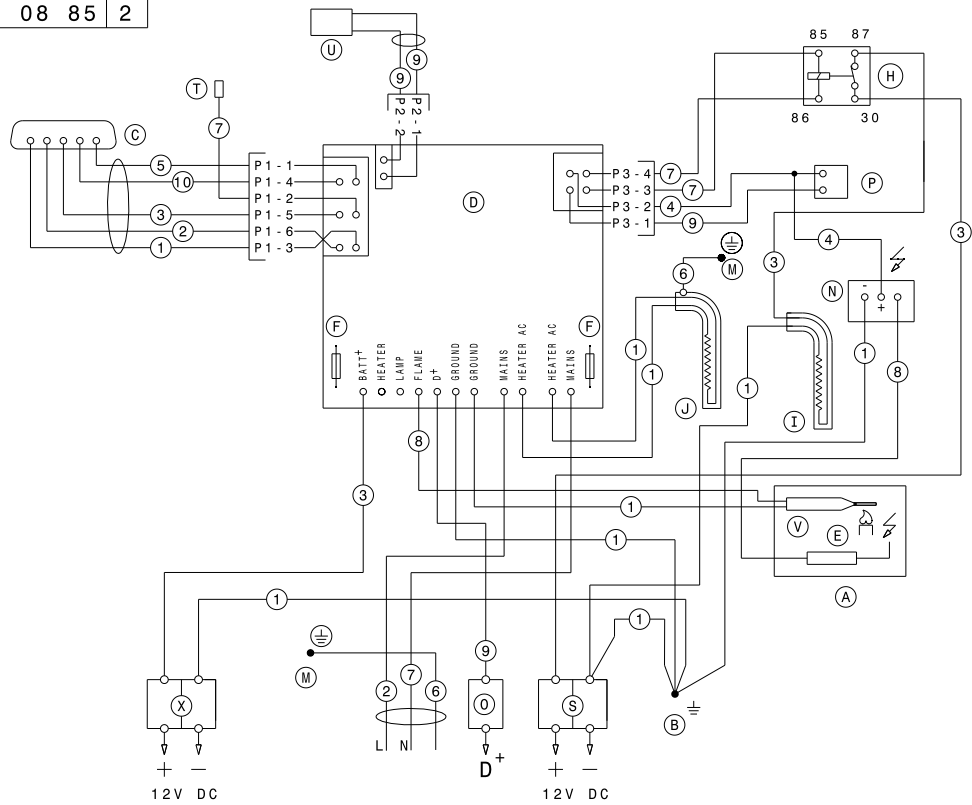 08 85 2
U
9
9
P2-2
P2-1
85 87
H
86 30
T
7
C
5
10
3
2
1
P1-1
P1-4
P1-2
P1-5
P1-6
P1-3
D
P3-4
P3-3
P3-2
P3-1
7
7
4
9
P
3
M
6
3
4
N
- +
F
F
BATT+
HEATER
LAMP
FLAME
D+
GROUND
GROUND
MAINS
HEATER AC
HEATER AC
MAINS
1
1
J
1
I
1
8
8
3
1
V
E
A
1
1
1
M
2
7
6
9
L N
X
O
S
B
+ -
D+
+ -
12V DC
12V DC